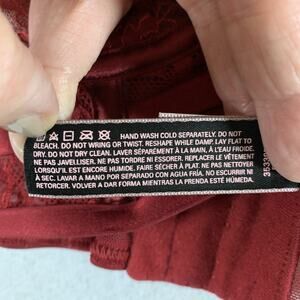 HAND WASH COLD SEPARATELY. DO NOT
BLEACH. DO NOT WRING OR TWIST. RESHAPE WHILE DAMP. LAY FLAT TO
DRY. DO NOT DRY CLEAN. LAVER SÉPARÉMENT À LA MAIN, À L'EAU FROIDE.
NE PAS JAVELISER. NE PAS TORDRE NI ESSORER. REPLACER LE VÊTEMENT
LORSQU'IL EST ENCORE HUMIDE. FAIRE SÉCHER À PLAT. NE PAS NETTOYER
À SEC. LAVAR A MANO POR SEPARADO CON AGUA FRÍA. NO ESCURRIR NI
RETORCER. VOLVER A DAR FORMA MIENTRAS LA PRENDA ESTÉ HÚMEDA.